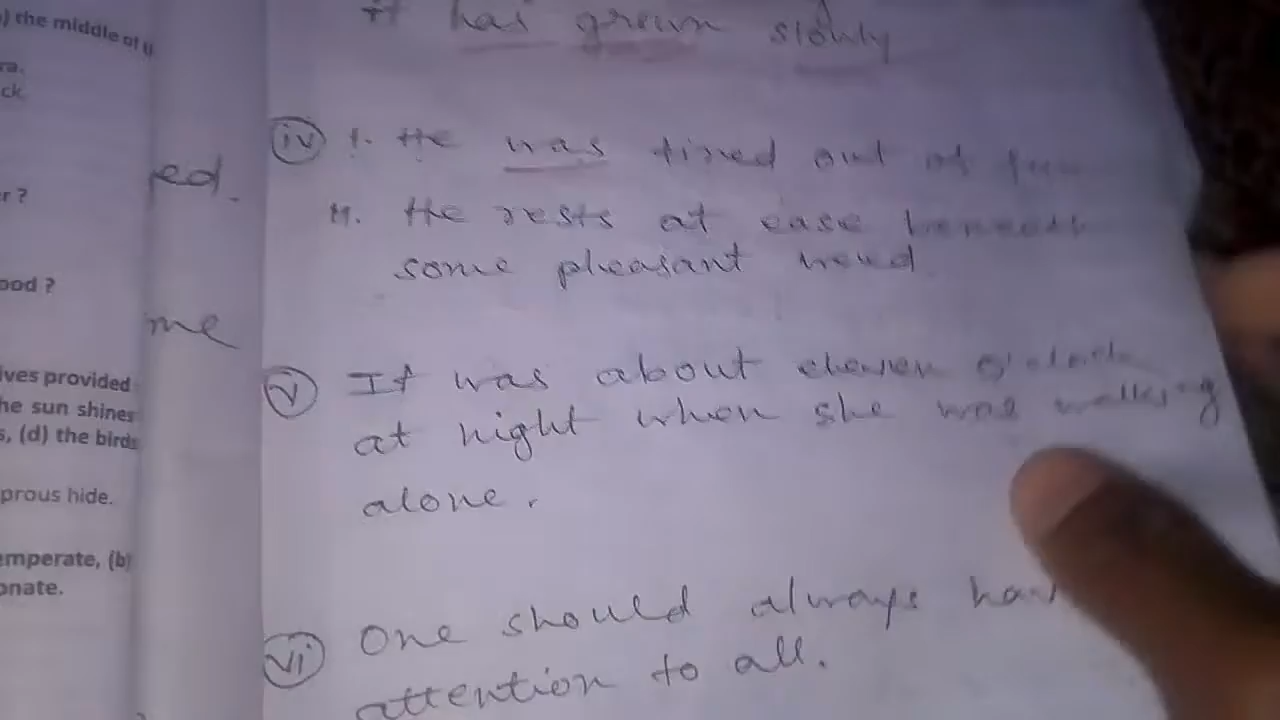 ) the middle of
ra.
ck.
r ?
ood ?
ives provided
he sun shines
s, (d) the birds
prous hide.
emperate, (b)
onate.
ed.
me
it has grown slowly
iv I. He was tired out of
II. He rests at ease beneath
some pleasant
v It was about eleven o'clock
at night when she was walking
alone.
vi One should always
attention to all.